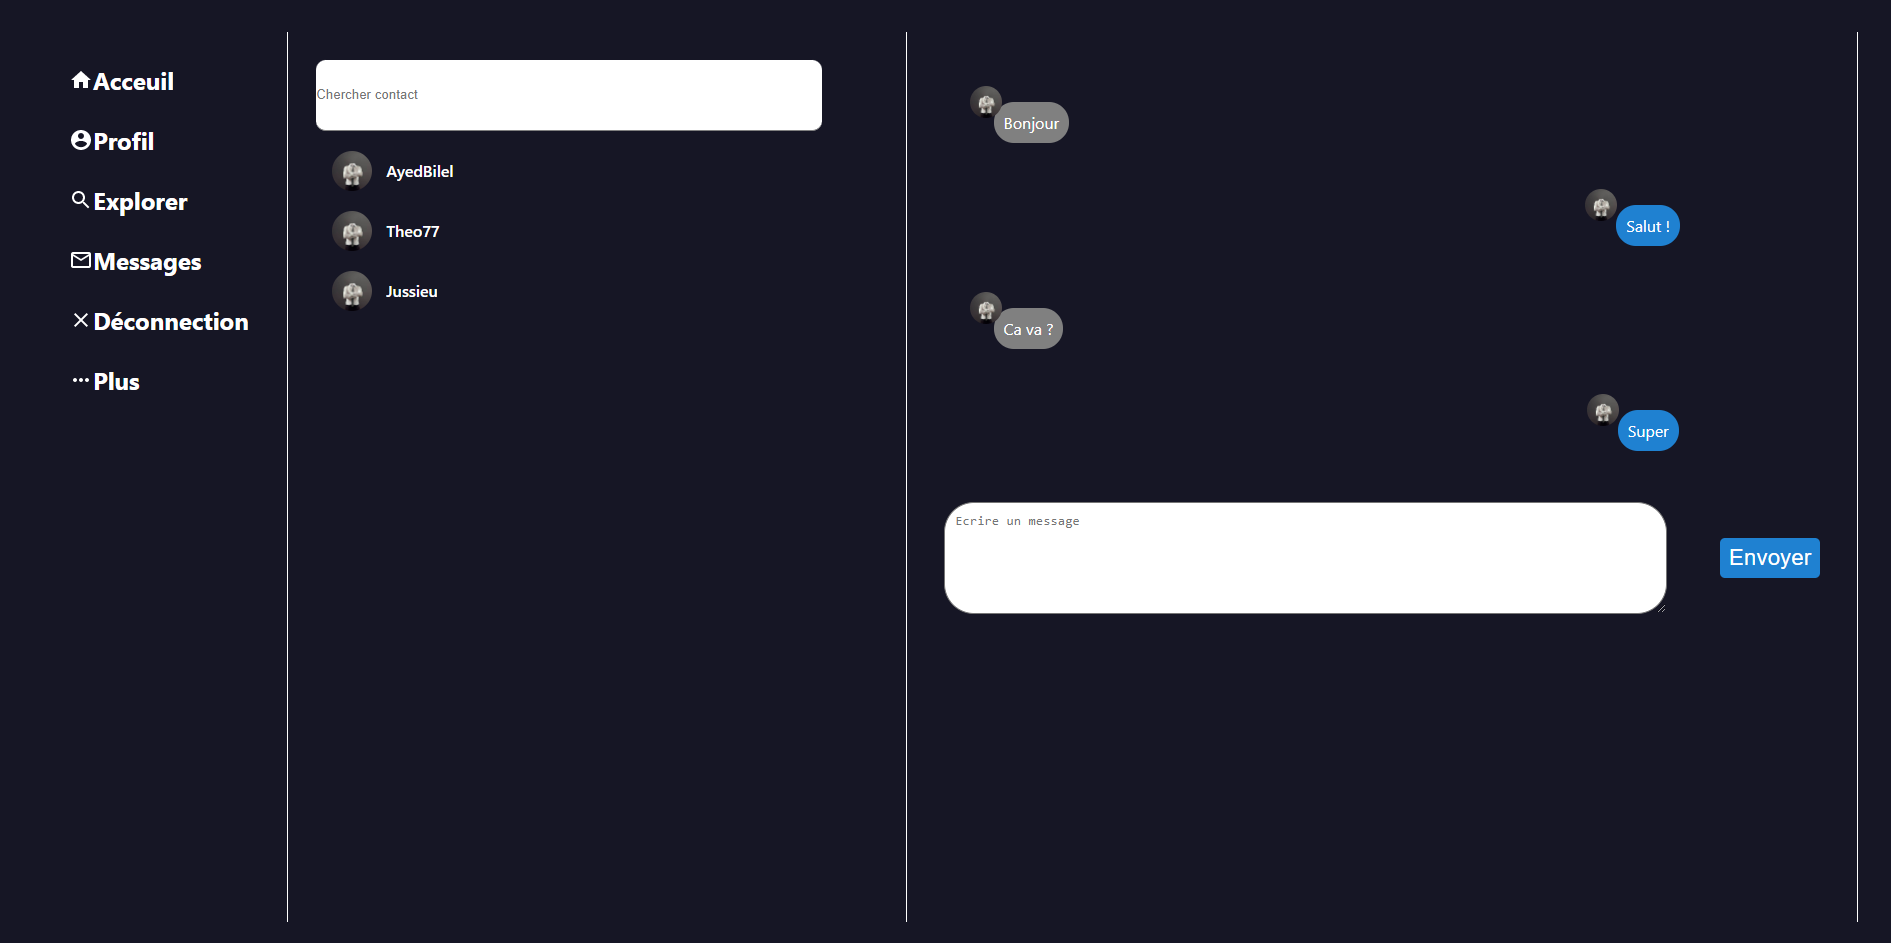 Acceuil
Profil
Explorer
Messages
Déconnection
Plus
Chercher contact
AyedBilel
Theo77
Jussieu
Bonjour
Salut !
Ca va ?
Super
Ecrire un message
Envoyer